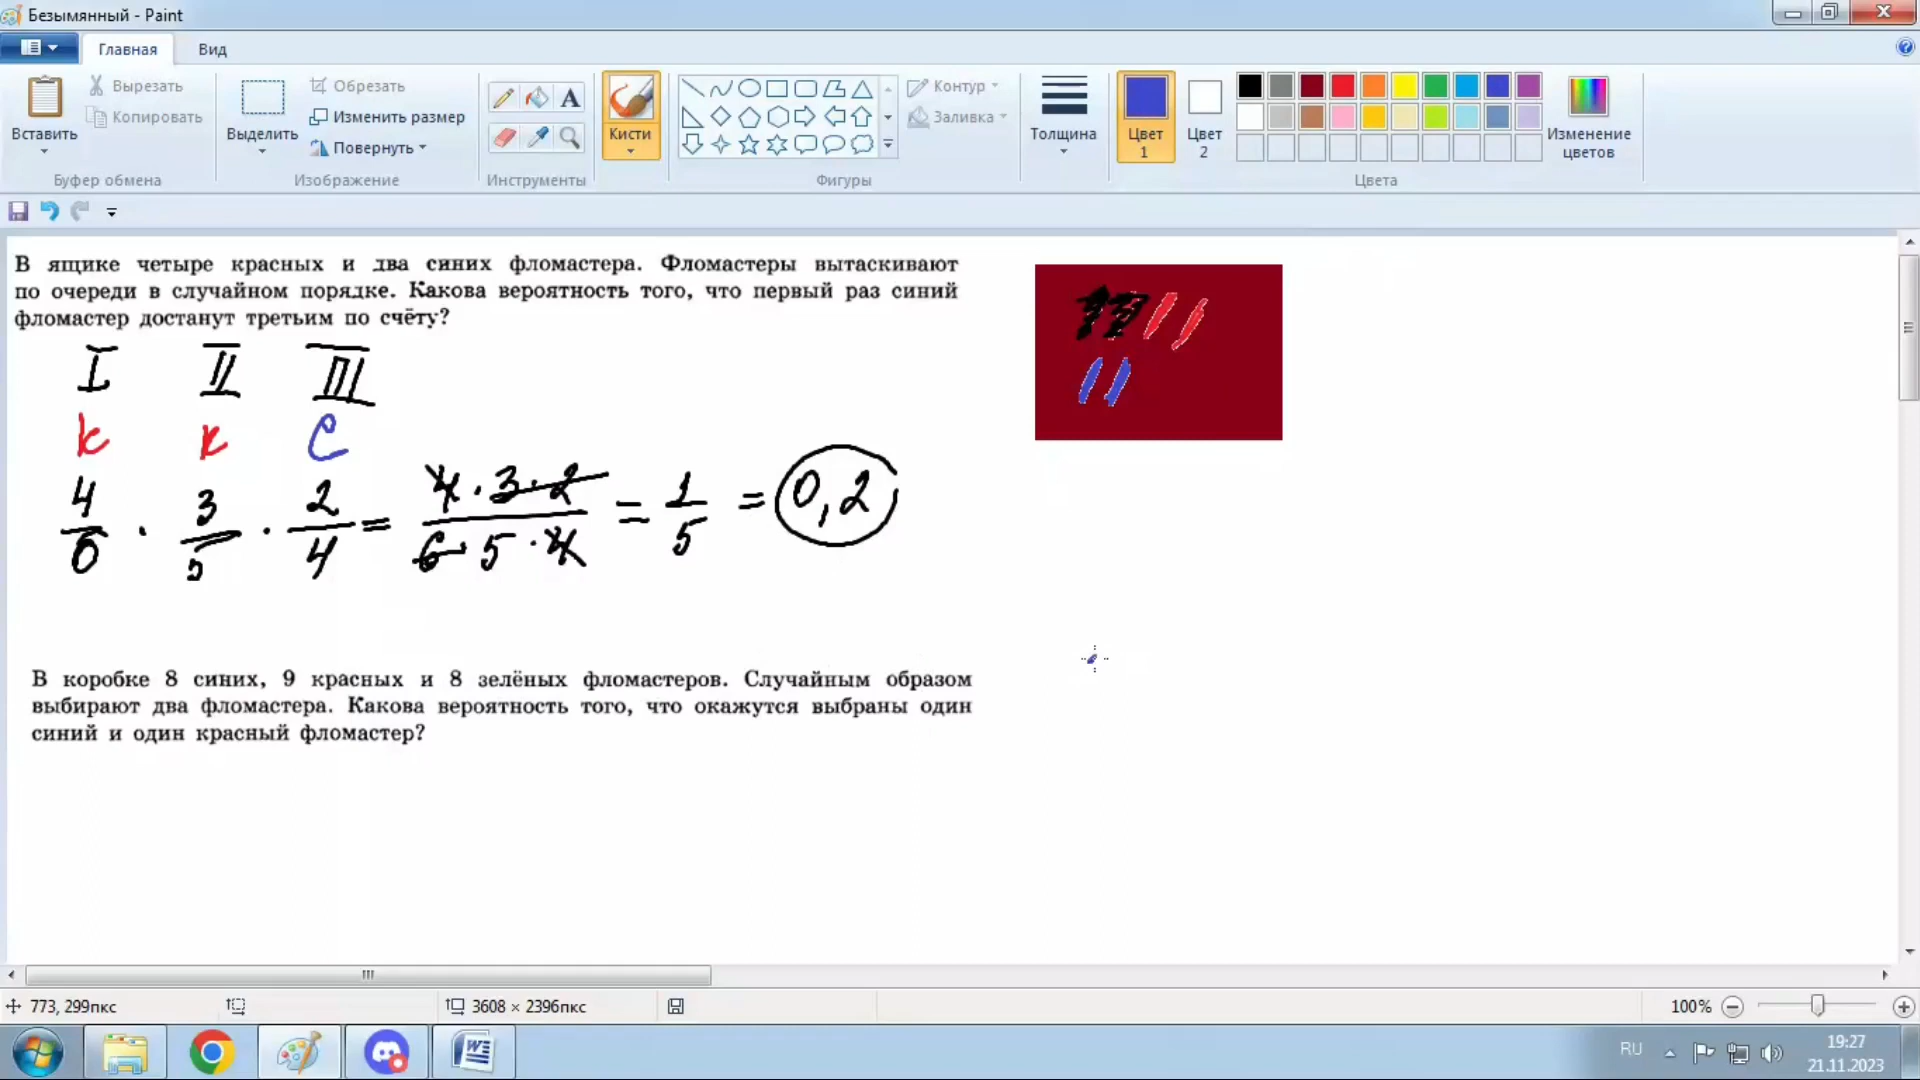 Безымянный - Paint
Главная Вид
Вставить
Вырезать
Копировать
Буфер обмена
Выделить
Обрезать
Изменить размер
Повернуть
Изображение
A
Инструменты
Кисти
Контур
Заливка
Фигуры
Толщина
Цвет 1
Цвет 2
Изменение цветов
Цвета
В ящике четыре красных и два синих фломастера. Фломастеры вытаскивают
по очереди в случайном порядке. Какова вероятность того, что первый раз синий
фломастер достанут третьим по счёту?
I II III
к к С
4/6 · 3/5 · 2/4 = 4·3·2/6·5·4 = 1/5 = 0,2
В коробке 8 синих, 9 красных и 8 зелёных фломастеров. Случайным образом
выбирают два фломастера. Какова вероятность того, что окажутся выбраны один
синий и один красный фломастер?
773, 299пкс
3608 × 2396пкс
100%
RU
19:27
21.11.2023